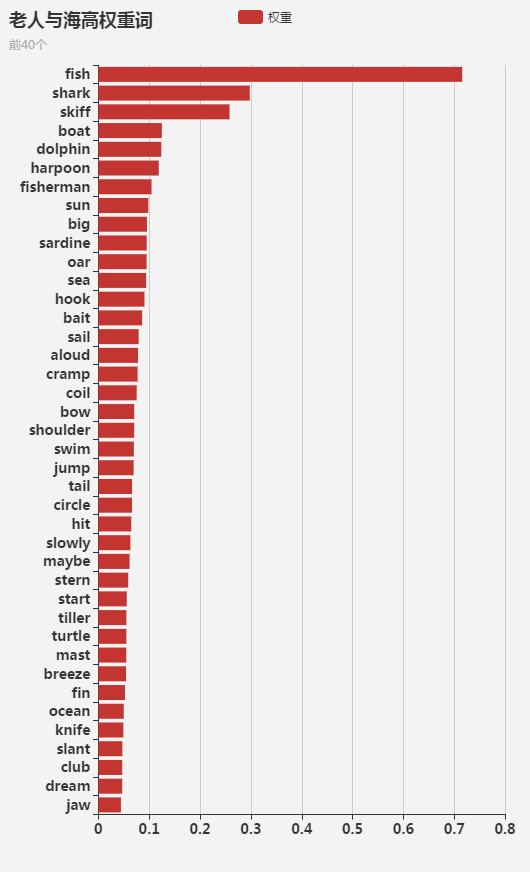 老人与海高权重词
权重
前40个
fish
shark
skiff
boat
dolphin
harpoon
fisherman
sun
big
sardine
oar
sea
hook
bait
sail
aloud
cramp
coil
bow
shoulder
swim
jump
tail
circle
hit
slowly
maybe
stern
start
tiller
turtle
mast
breeze
fin
ocean
knife
slant
club
dream
jaw
0 0.1 0.2 0.3 0.4 0.5 0.6 0.7 0.8